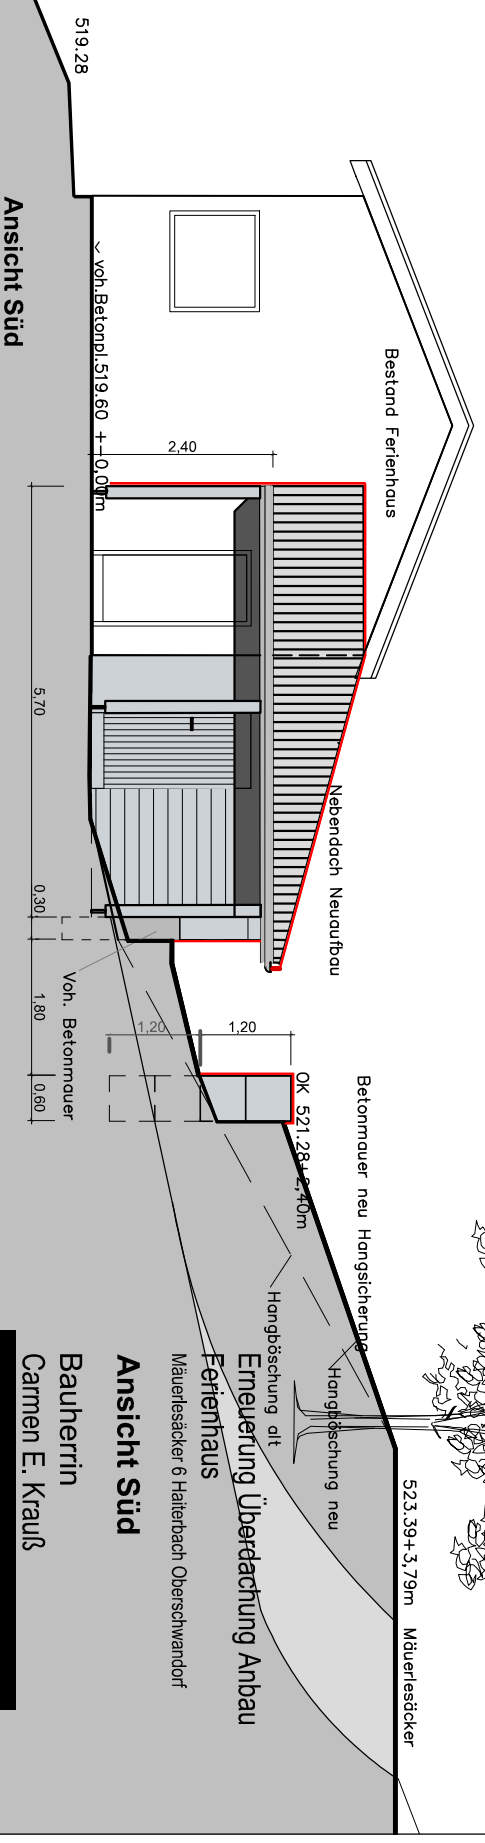 519.28
Ansicht Süd
voh.Betonpl.519.60 +-0,00m
Bestand Ferienhaus
2,40
Nebendach Neuaufbau
5,70
0,30
1,80
0,60
Voh. Betonmauer
1,20
1,20
OK 521.28+2,40m
Betonmauer neu Hangsicherung
Hangböschung alt
Hangböschung neu
523.39+3,79m Mäuerlesäcker
Erneuerung Überdachung Anbau
Ferienhaus
Mäuerlesäcker 6 Haiterbach Oberschwandorf
Ansicht Süd
Bauherrin
Carmen E. Krauß